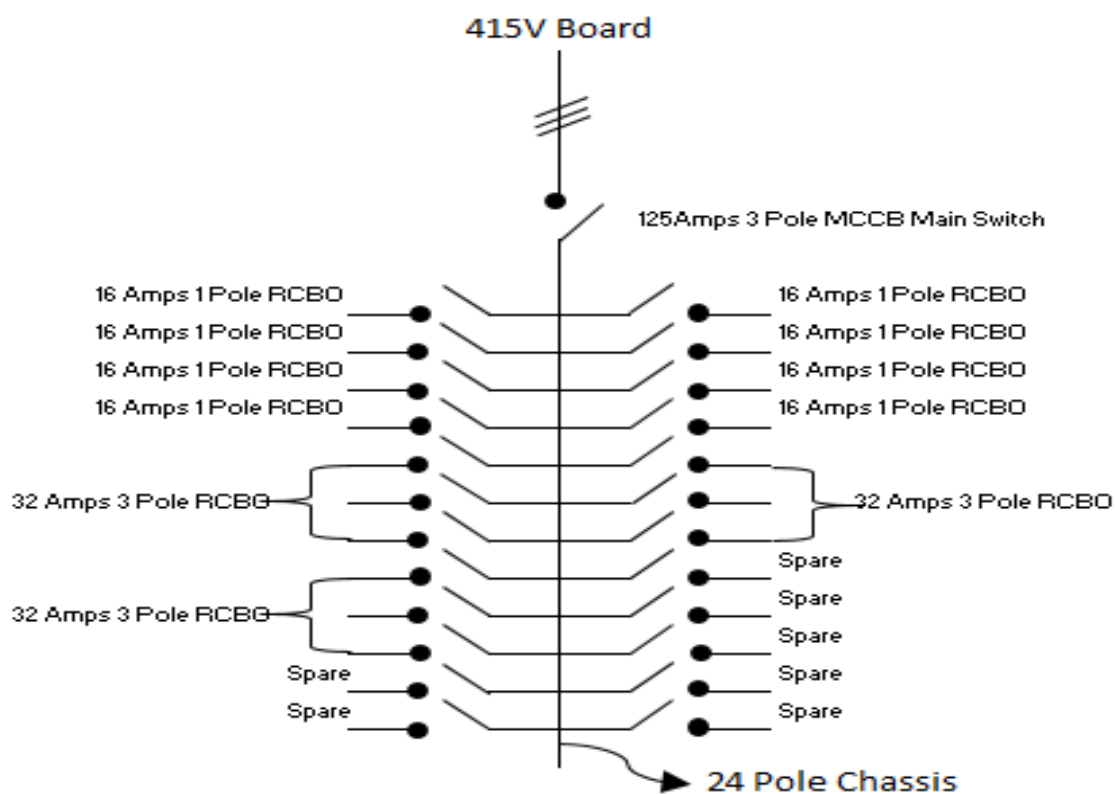 415V Board
125Amps 3 Pole MCCB Main Switch
16 Amps 1 Pole RCBO
16 Amps 1 Pole RCBO
16 Amps 1 Pole RCBO
16 Amps 1 Pole RCBO
16 Amps 1 Pole RCBO
16 Amps 1 Pole RCBO
16 Amps 1 Pole RCBO
16 Amps 1 Pole RCBO
32 Amps 3 Pole RCBO
32 Amps 3 Pole RCBO
Spare
Spare
32 Amps 3 Pole RCBO
Spare
Spare
Spare
Spare
Spare
24 Pole Chassis